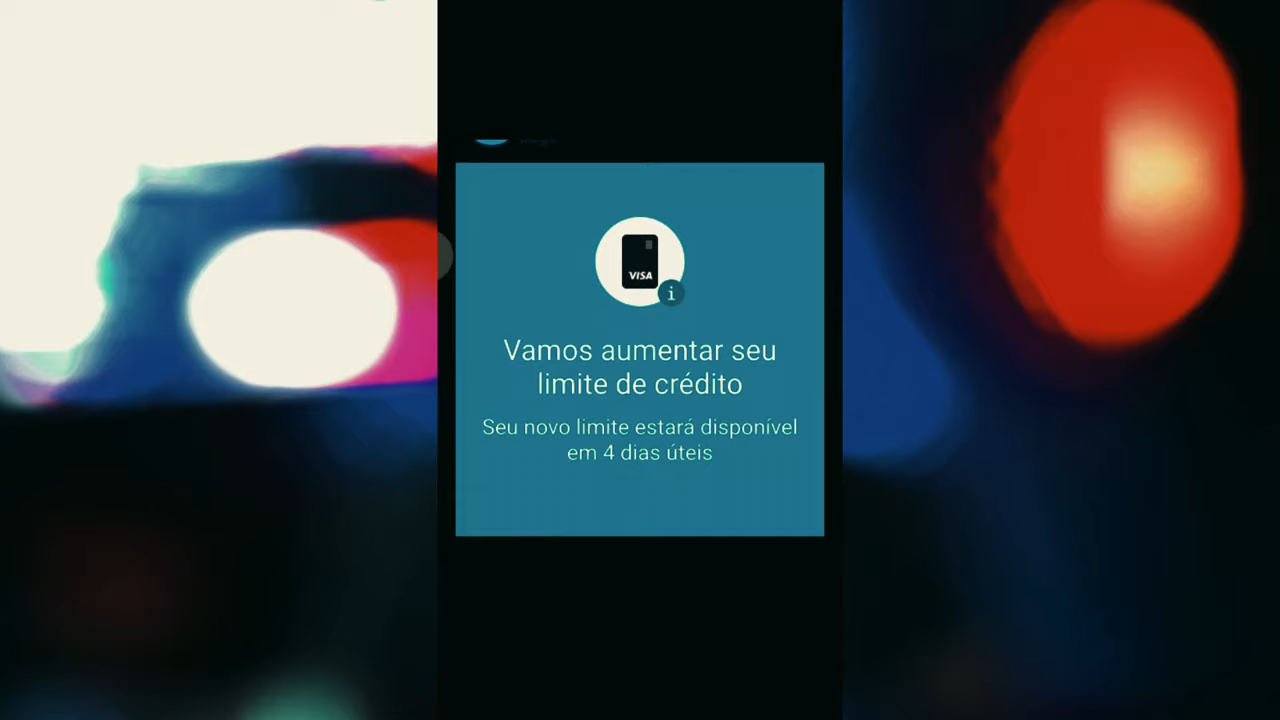 VISA
i
Vamos aumentar seu
limite de crédito
Seu novo limite estará disponível
em 4 dias úteis